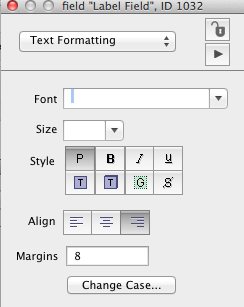 field "Label Field", ID 1032
Text Formatting
Font
Size
Style P B I U
T T G S
Align
Margins 8
Change Case...